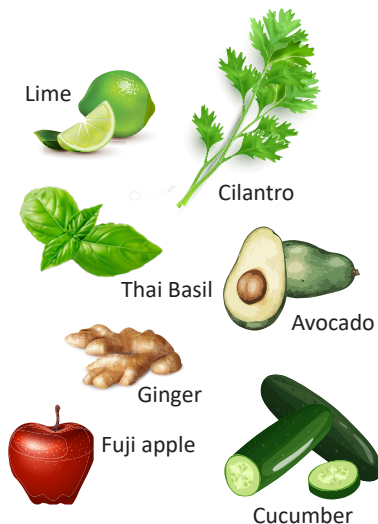 Lime
Cilantro
Thai Basil
Avocado
Ginger
Fuji apple
Cucumber